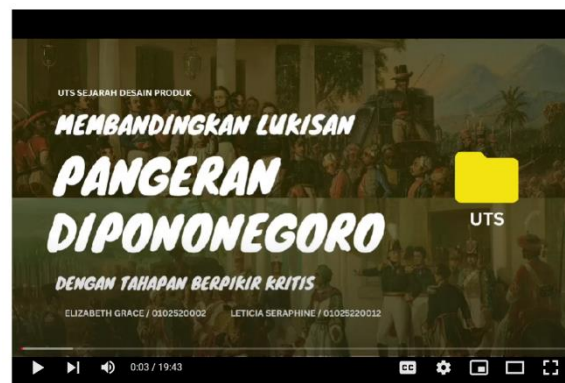 UTS SEJARAH DESAIN PRODUK
MEMBANDINGKAN LUKISAN
PANGERAN
DIPONONEGORO
UTS
DENGAN TAHAPAN BERPIKIR KRITIS
ELIZABETH GRACE / 0102520002 LETICIA SERAPHINE / 01025220012
0:03 / 19:43
CC